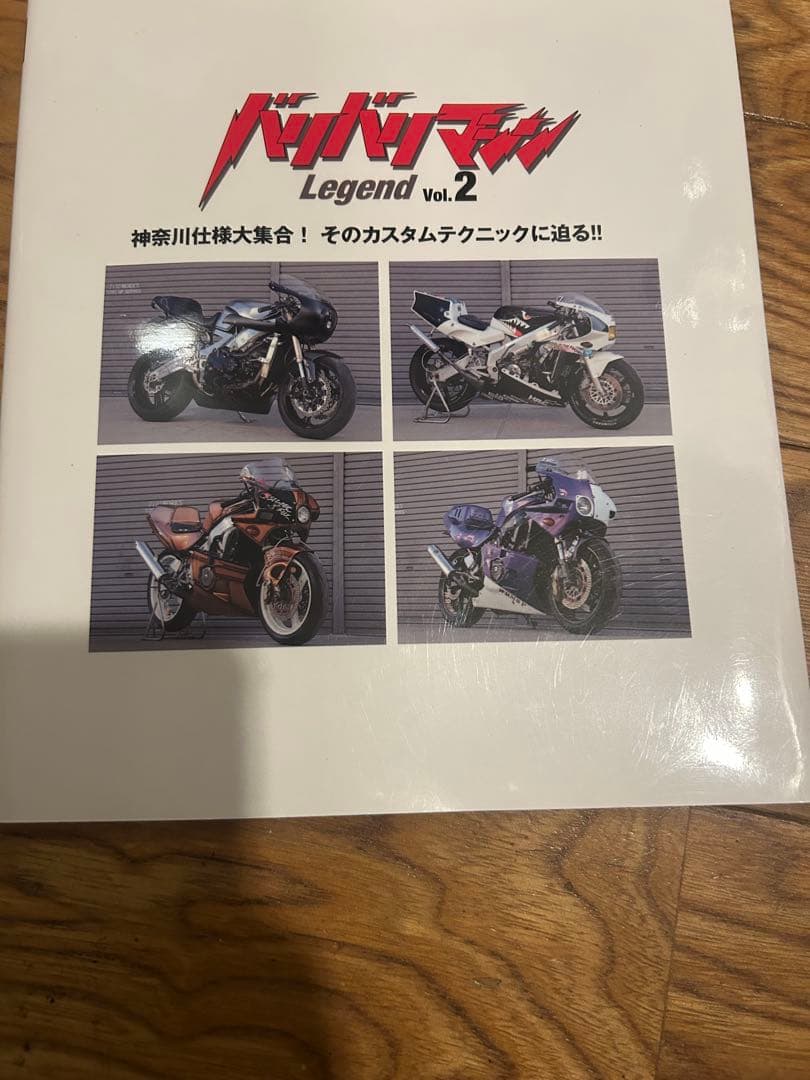 バリバリマシン
Legend Vol.2
神奈川仕様大集合！ そのカスタムテクニックに迫る!!